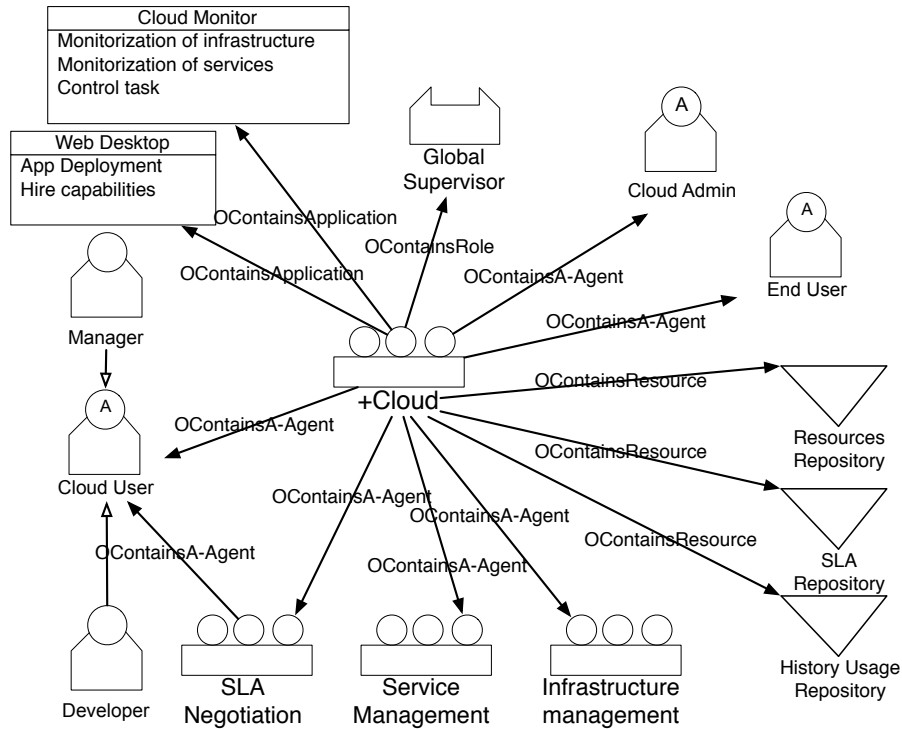 Cloud Monitor
Monitorization of infrastructure
Monitorization of services
Control task
Web Desktop
App Deployment
Hire capabilities
Global
Supervisor
A
Cloud Admin
A
End User
Manager
A
Cloud User
Developer
OContainsApplication
OContainsApplication
OContainsRole
OContainsA-Agent
OContainsA-Agent
+Cloud
OContainsResource
OContainsResource
OContainsResource
OContainsA-Agent
OContainsA-Agent
OContainsA-Agent
OContainsA-Agent
OContainsA-Agent
Resources
Repository
SLA
Repository
History Usage
Repository
SLA
Negotiation
Service
Management
Infrastructure
management